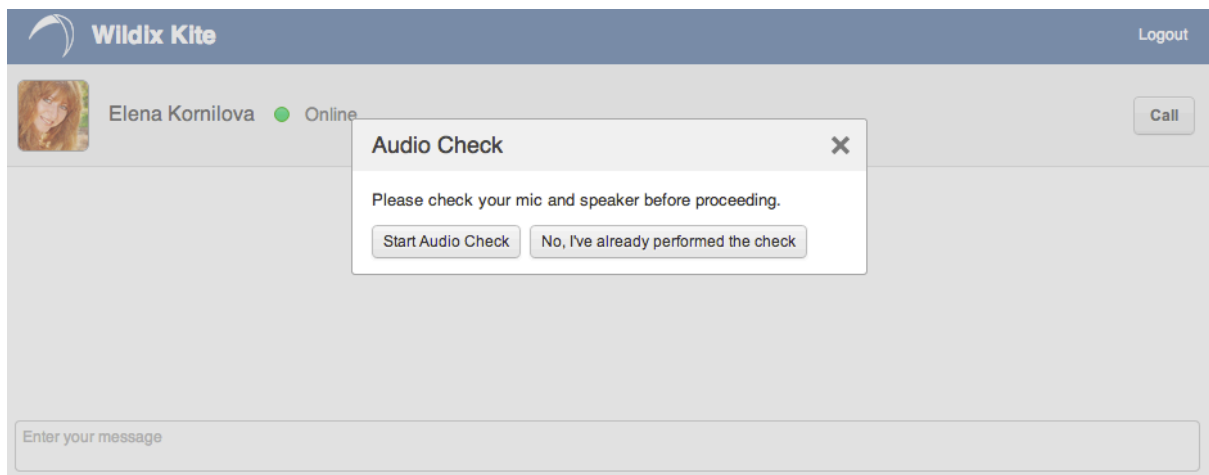 Wildix Kite
Logout
Elena Kornilova Online
Call
Audio Check
Please check your mic and speaker before proceeding.
Start Audio Check No, I've already performed the check
Enter your message